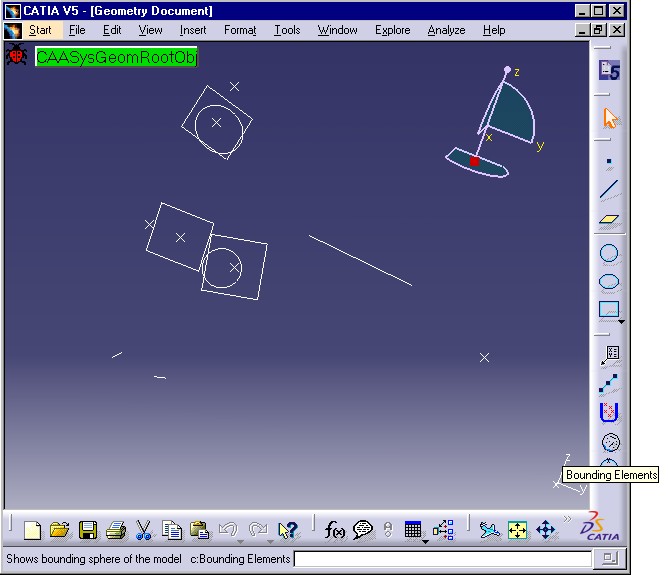 CATIA V5 - [Geometry Document]
Start File Edit View Insert Format Tools Window Explore Analyze Help
CAASysGeomRootObj
z
x
y
5
z
Bounding Elements
x
y
f(x)
?
CATIA
Shows bounding sphere of the model c:Bounding Elements